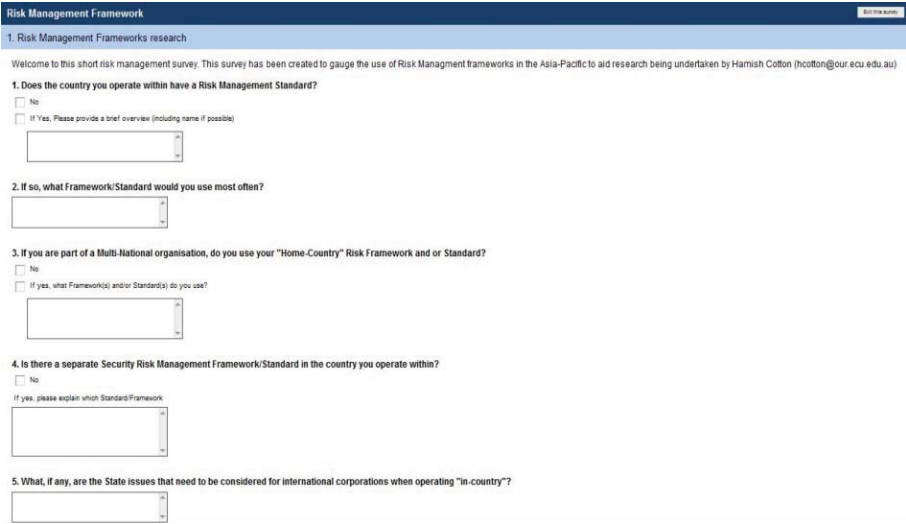 Risk Management Framework
Exit this survey
1. Risk Management Frameworks research
Welcome to this short risk management survey. This survey has been created to gauge the use of Risk Managment frameworks in the Asia-Pacific to aid research being undertaken by Hamish Cotton (hcotton@our.ecu.edu.au)
1. Does the country you operate within have a Risk Management Standard?
No
If Yes, Please provide a brief overview (including name if possible)
2. If so, what Framework/Standard would you use most often?
3. If you are part of a Multi-National organisation, do you use your "Home-Country" Risk Framework and or Standard?
No
If yes, what Framework(s) and/or Standard(s) do you use?
4. Is there a separate Security Risk Management Framework/Standard in the country you operate within?
No
If yes, please explain which Standard/Framework
5. What, if any, are the State issues that need to be considered for international corporations when operating "in-country"?